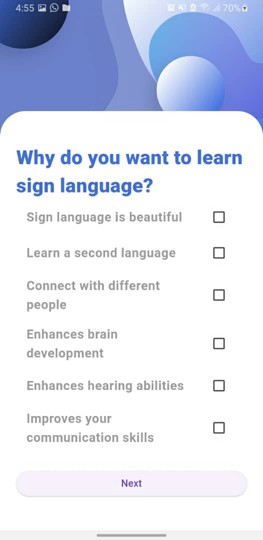 4:55
70%
Why do you want to learn
sign language?
Sign language is beautiful
Learn a second language
Connect with different
people
Enhances brain
development
Enhances hearing abilities
Improves your
communication skills
Next